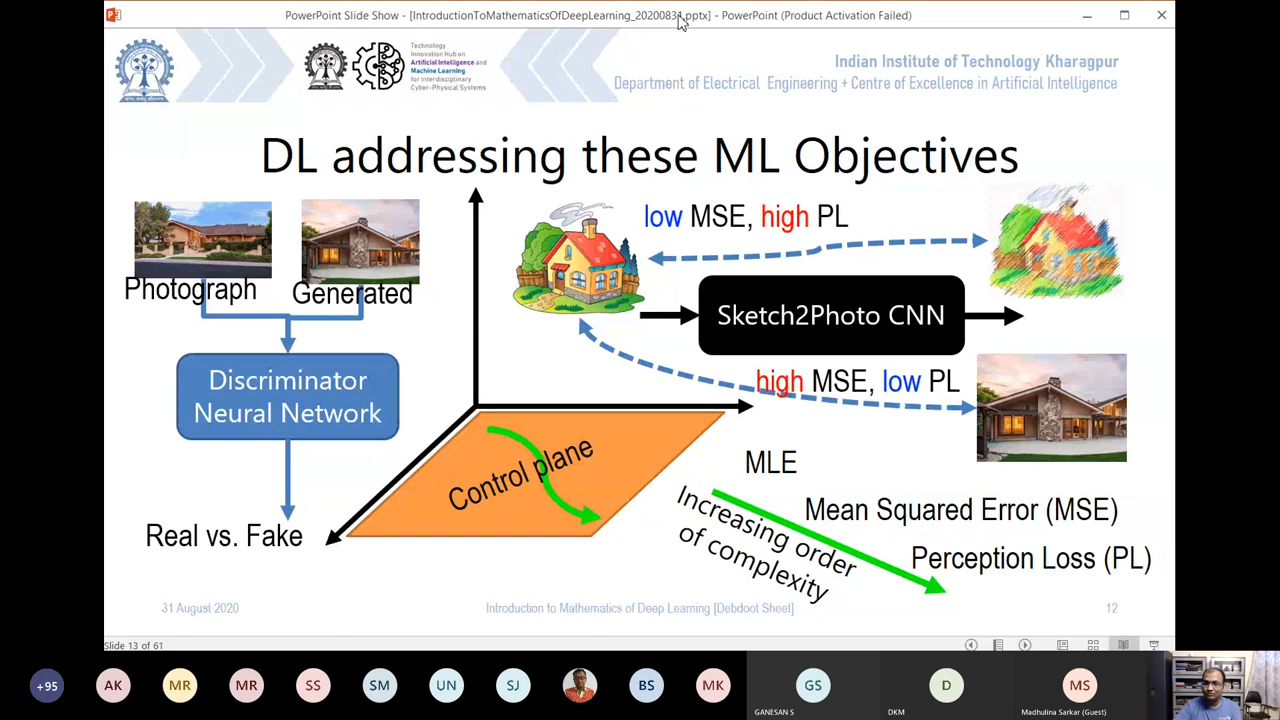 PowerPoint Slide Show - [IntroductionToMathematicsOfDeepLearning_20200831.pptx] - PowerPoint (Product Activation Failed)
Technology
Innovation Hub on
Artificial Intelligence and
Machine Learning
for Interdisciplinary
Cyber-Physical Systems
Indian Institute of Technology Kharagpur
Department of Electrical Engineering + Centre of Excellence in Artificial Intelligence
DL addressing these ML Objectives
Photograph
Generated
Discriminator
Neural Network
Real vs. Fake
low MSE, high PL
Sketch2Photo CNN
high MSE, low PL
Control plane
MLE
Mean Squared Error (MSE)
Perception Loss (PL)
Increasing order
of complexity
31 August 2020
Introduction to Mathematics of Deep Learning [Debdoot Sheet]
12
Slide 13 of 61
+95
AK
MR
MR
SS
SM
UN
SJ
BS
MK
GS
GANESAN S
D
DKM
MS
Madhulina Sarkar (Guest)